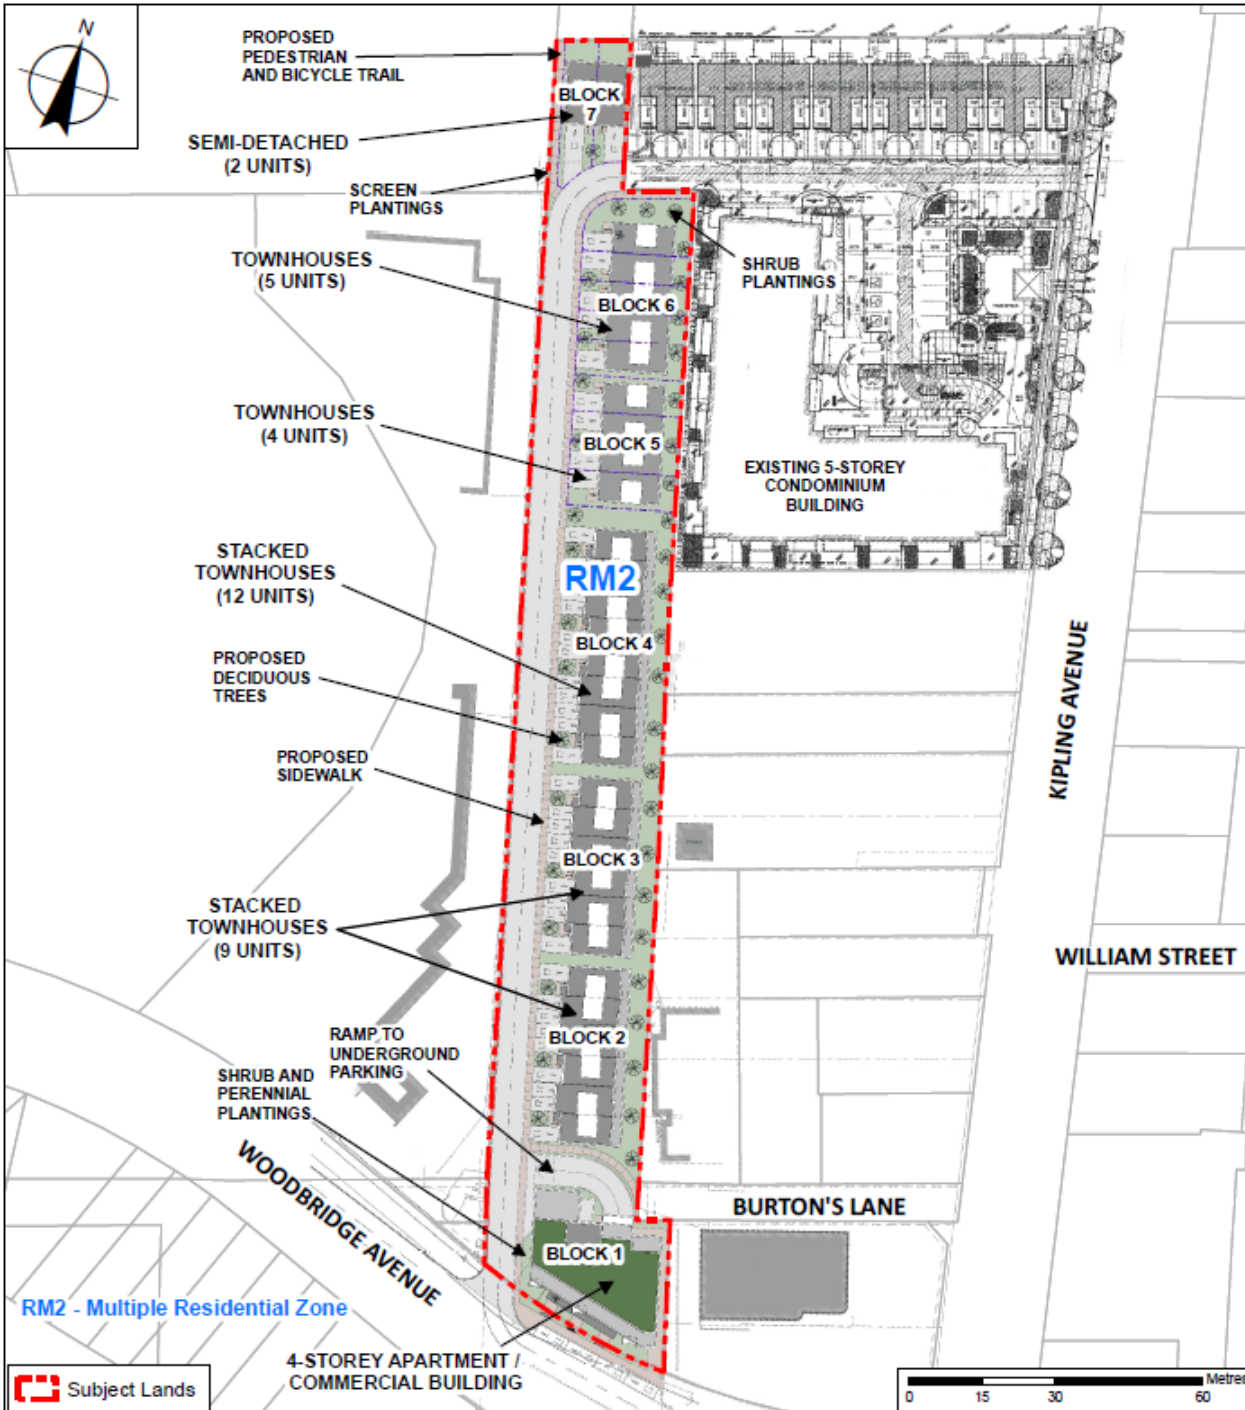 N
PROPOSED
PEDESTRIAN
AND BICYCLE TRAIL
BLOCK
7
SEMI-DETACHED
(2 UNITS)
SCREEN
PLANTINGS
TOWNHOUSES
(5 UNITS)
SHRUB
PLANTINGS
BLOCK 6
TOWNHOUSES
(4 UNITS)
BLOCK 5
EXISTING 5-STOREY
CONDOMINIUM
BUILDING
STACKED
TOWNHOUSES
(12 UNITS)
RM2
BLOCK 4
PROPOSED
DECIDUOUS
TREES
KIPLING AVENUE
PROPOSED
SIDEWALK
BLOCK 3
STACKED
TOWNHOUSES
(9 UNITS)
WILLIAM STREET
BLOCK 2
RAMP TO
UNDERGROUND
PARKING
SHRUB AND
PERENNIAL
PLANTINGS
WOODBRIDGE AVENUE
BURTON'S LANE
BLOCK 1
RM2 - Multiple Residential Zone
4-STOREY APARTMENT /
COMMERCIAL BUILDING
Subject Lands
Metres
0 15 30 60